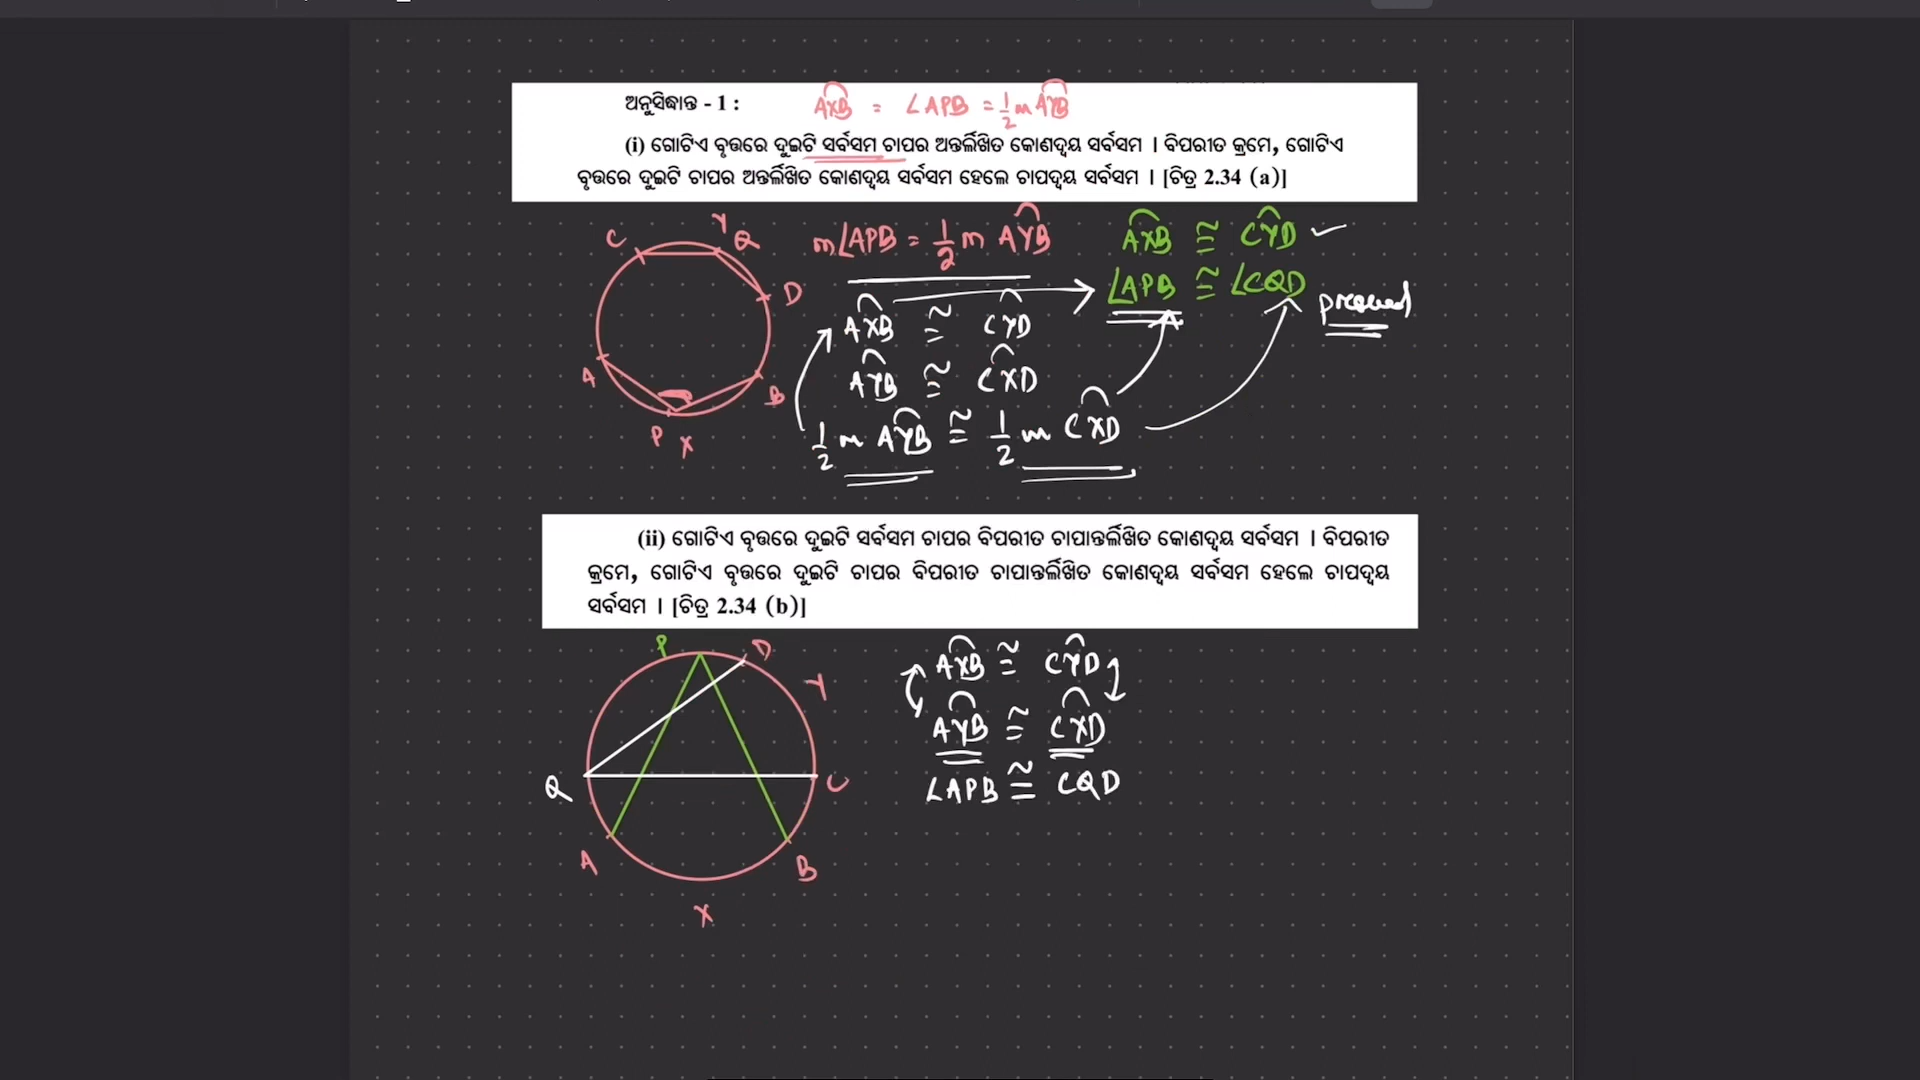 ଅନୁସିଦ୍ଧାନ୍ତ - 1 : AXB = ∠APB = 1/2 m AYB
(i) ଗୋଟିଏ ବୃତ୍ତରେ ଦୁଇଟି ସର୍ବସମ ଚାପର ଅନ୍ତର୍ଲିଖିତ କୋଣଦ୍ୱୟ ସର୍ବସମ । ବିପରୀତ କ୍ରମେ, ଗୋଟିଏ
ବୃତ୍ତରେ ଦୁଇଟି ଚାପର ଅନ୍ତର୍ଲିଖିତ କୋଣଦ୍ୱୟ ସର୍ବସମ ହେଲେ ଚାପଦ୍ୱୟ ସର୍ବସମ । [ଚିତ୍ର 2.34 (a)]
C Y Q D A B P X
m∠APB = 1/2 m AYB
AXB ≅ CYD
∠APB ≅ ∠CQD
AXB ≅ CYD
AYB ≅ CXD
1/2 m AYB ≅ 1/2 m CXD
(ii) ଗୋଟିଏ ବୃତ୍ତରେ ଦୁଇଟି ସର୍ବସମ ଚାପର ବିପରୀତ ଚାପାନ୍ତର୍ଲିଖିତ କୋଣଦ୍ୱୟ ସର୍ବସମ । ବିପରୀତ
କ୍ରମେ, ଗୋଟିଏ ବୃତ୍ତରେ ଦୁଇଟି ଚାପର ବିପରୀତ ଚାପାନ୍ତର୍ଲିଖିତ କୋଣଦ୍ୱୟ ସର୍ବସମ ହେଲେ ଚାପଦ୍ୱୟ
ସର୍ବସମ । [ଚିତ୍ର 2.34 (b)]
P D Y Q C A B X
AXB ≅ CYD
AYB ≅ CXD
∠APB ≅ CQD